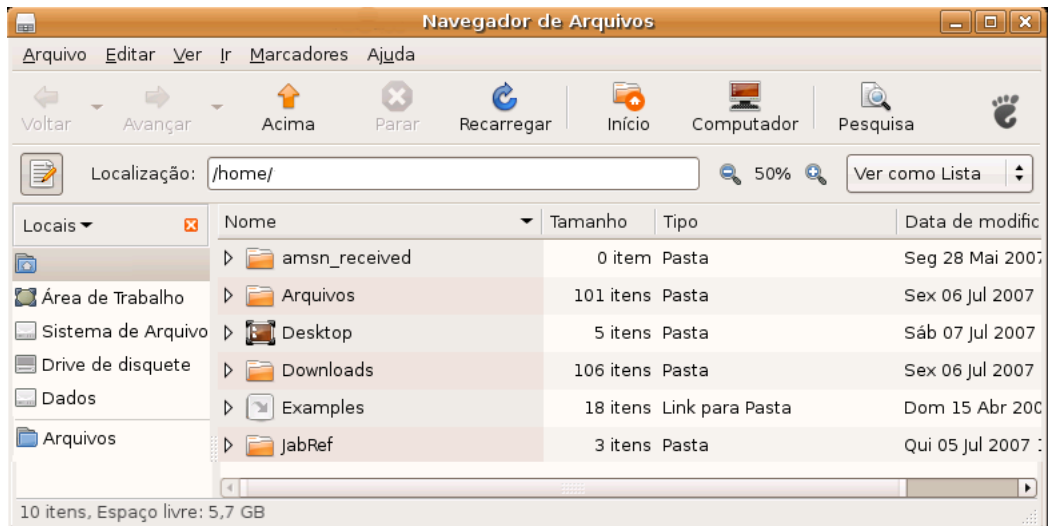 Navegador de Arquivos
Arquivo Editar Ver Ir Marcadores Ajuda
Voltar Avançar Acima Parar Recarregar Início Computador Pesquisa
Localização: /home/ 50% Ver como Lista
Locais Nome Tamanho Tipo Data de modific
amsn_received 0 item Pasta Seg 28 Mai 2007
Área de Trabalho Arquivos 101 itens Pasta Sex 06 Jul 2007
Sistema de Arquivo Desktop 5 itens Pasta Sáb 07 Jul 2007
Drive de disquete Downloads 106 itens Pasta Sex 06 Jul 2007
Dados Examples 18 itens Link para Pasta Dom 15 Abr 200
Arquivos JabRef 3 itens Pasta Qui 05 Jul 2007
10 itens, Espaço livre: 5,7 GB